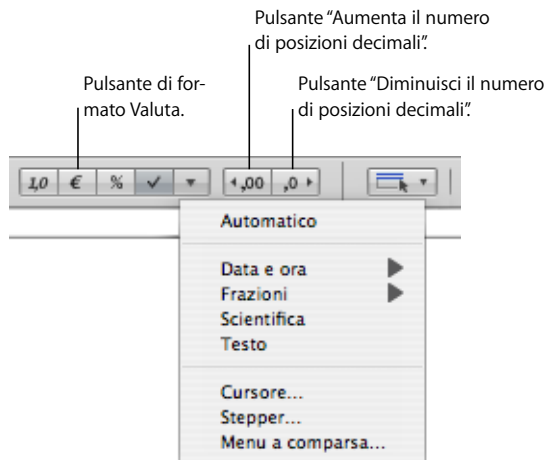 Pulsante "Aumenta il numero
di posizioni decimali".
Pulsante di for-
mato Valuta.
Pulsante "Diminuisci il numero
di posizioni decimali".
1,0 € % ✓ ,00 ,0
Automatico
Data e ora
Frazioni
Scientifica
Testo
Cursore...
Stepper...
Menu a comparsa...